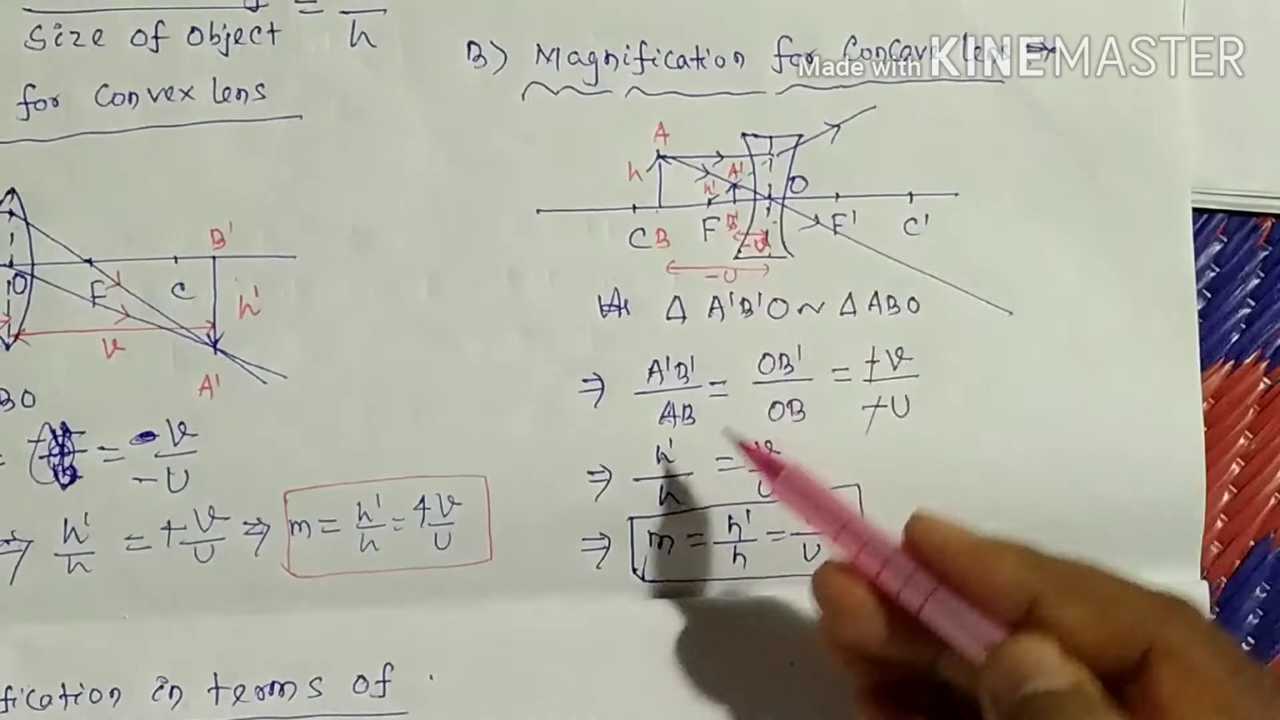 Size of object = / h
for Convex lens
O F C B' h' v A'
BO
= -v / -U
⇒ h' / h = +v / U ⇒ m = h' / h = +v / U
fication in terms of
B) Magnification for Concave lens ⇒
Made with KINEMASTER
A h A' h' O
C B F B' -v F' C'
-U
Δ A'B'O ~ Δ ABO
⇒ A'B' / AB = OB' / OB = +v / +U
⇒ h' / h = v / U
⇒ m = h' / h = / U